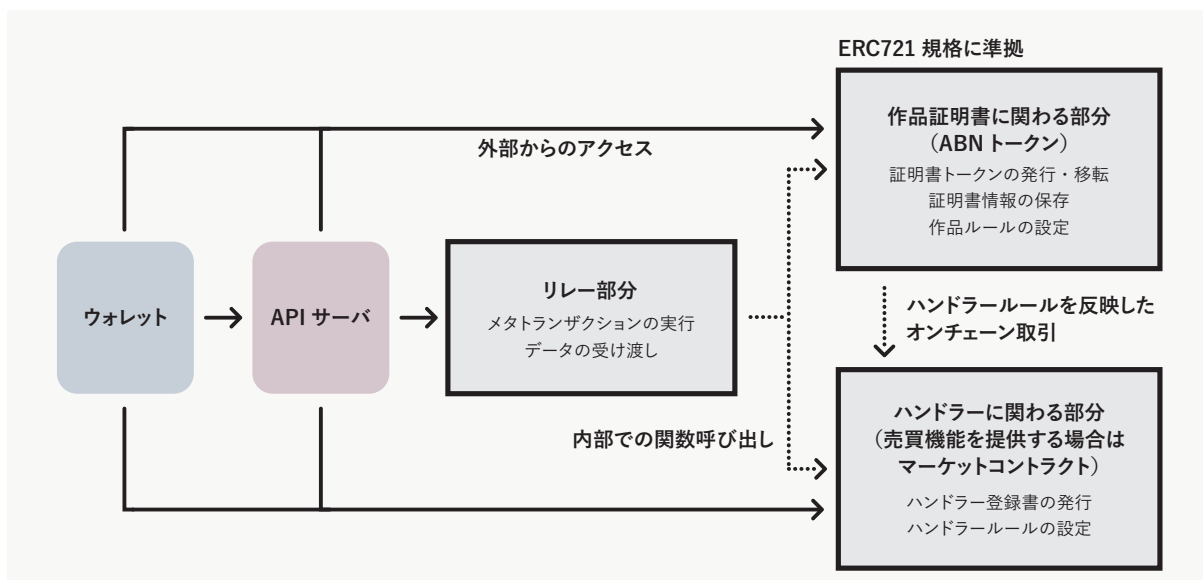 ERC721 規格に準拠
作品証明書に関わる部分
（ABN トークン）
証明書トークンの発行・移転
証明書情報の保存
作品ルールの設定
外部からのアクセス
ウォレット
API サーバ
リレー部分
メタトランザクションの実行
データの受け渡し
ハンドラールールを反映した
オンチェーン取引
内部での関数呼び出し
ハンドラーに関わる部分
（売買機能を提供する場合は
マーケットコントラクト）
ハンドラー登録書の発行
ハンドラールールの設定